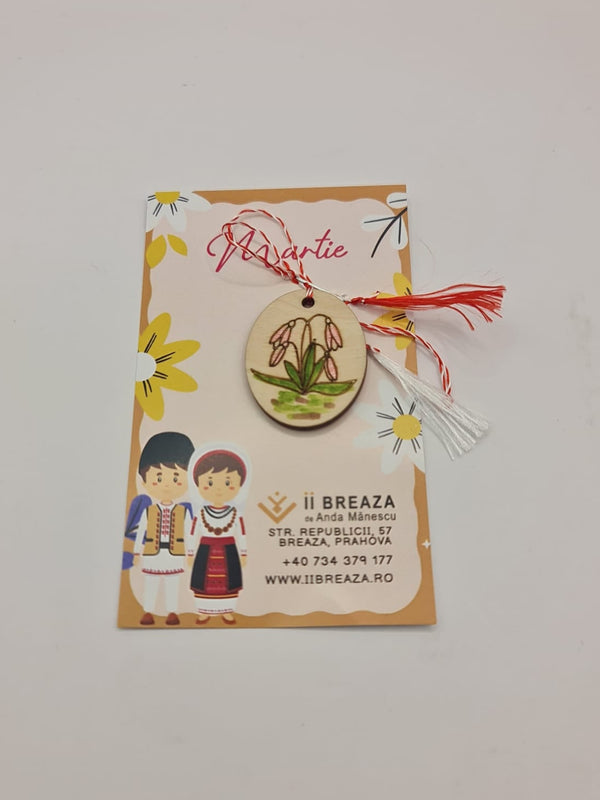 Martie
II BREAZA
de Anda Mănescu
STR. REPUBLICII, 57
BREAZA, PRAHOVA
+40 734 379 177
WWW.IIBREAZA.RO